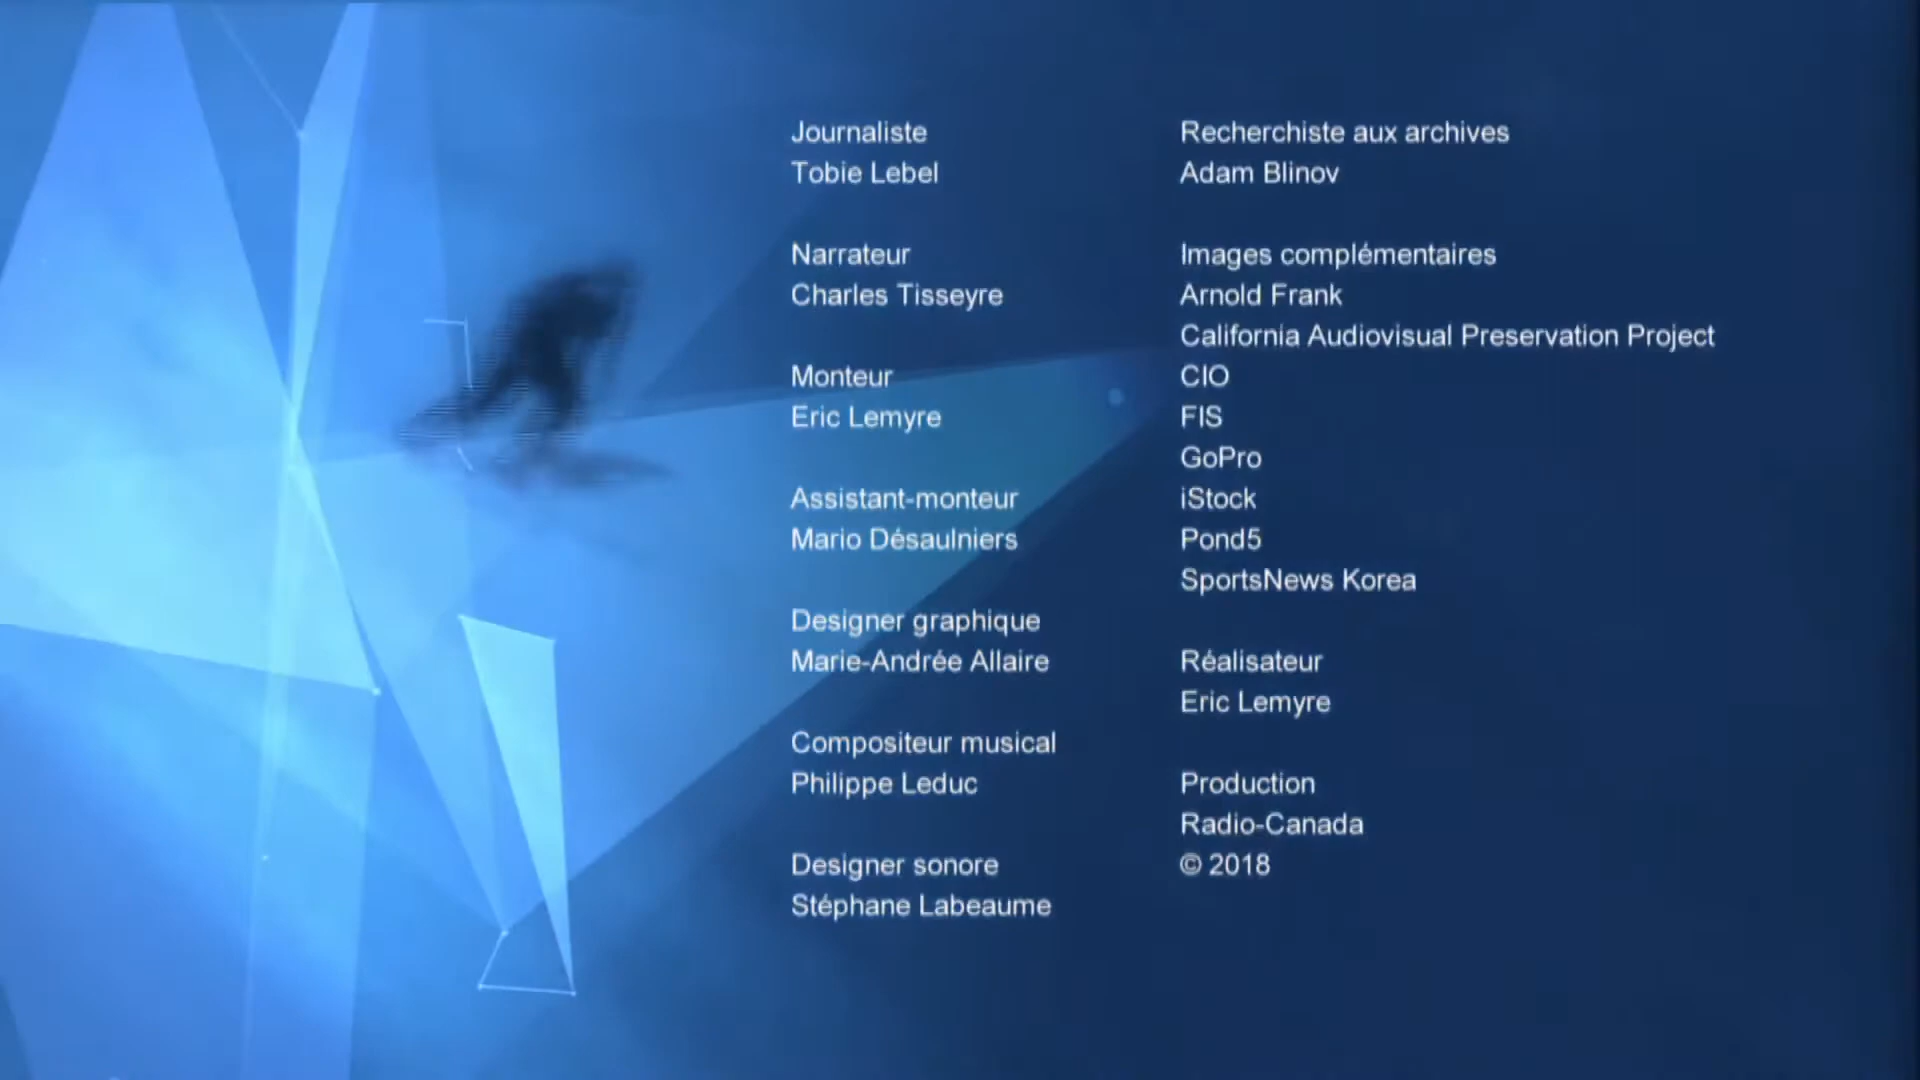 Journaliste
Tobie Lebel
Narrateur
Charles Tisseyre
Monteur
Eric Lemyre
Assistant-monteur
Mario Désaulniers
Designer graphique
Marie-Andrée Allaire
Compositeur musical
Philippe Leduc
Designer sonore
Stéphane Labeaume
Recherchiste aux archives
Adam Blinov
Images complémentaires
Arnold Frank
California Audiovisual Preservation Project
CIO
FIS
GoPro
iStock
Pond5
SportsNews Korea
Réalisateur
Eric Lemyre
Production
Radio-Canada
© 2018